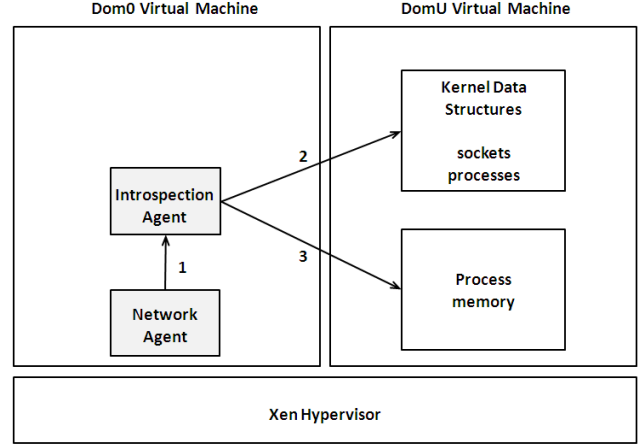 Dom0 Virtual Machine
DomU Virtual Machine
Kernel Data
Structures
sockets
processes
2
Introspection
Agent
3
1
Process
memory
Network
Agent
Xen Hypervisor